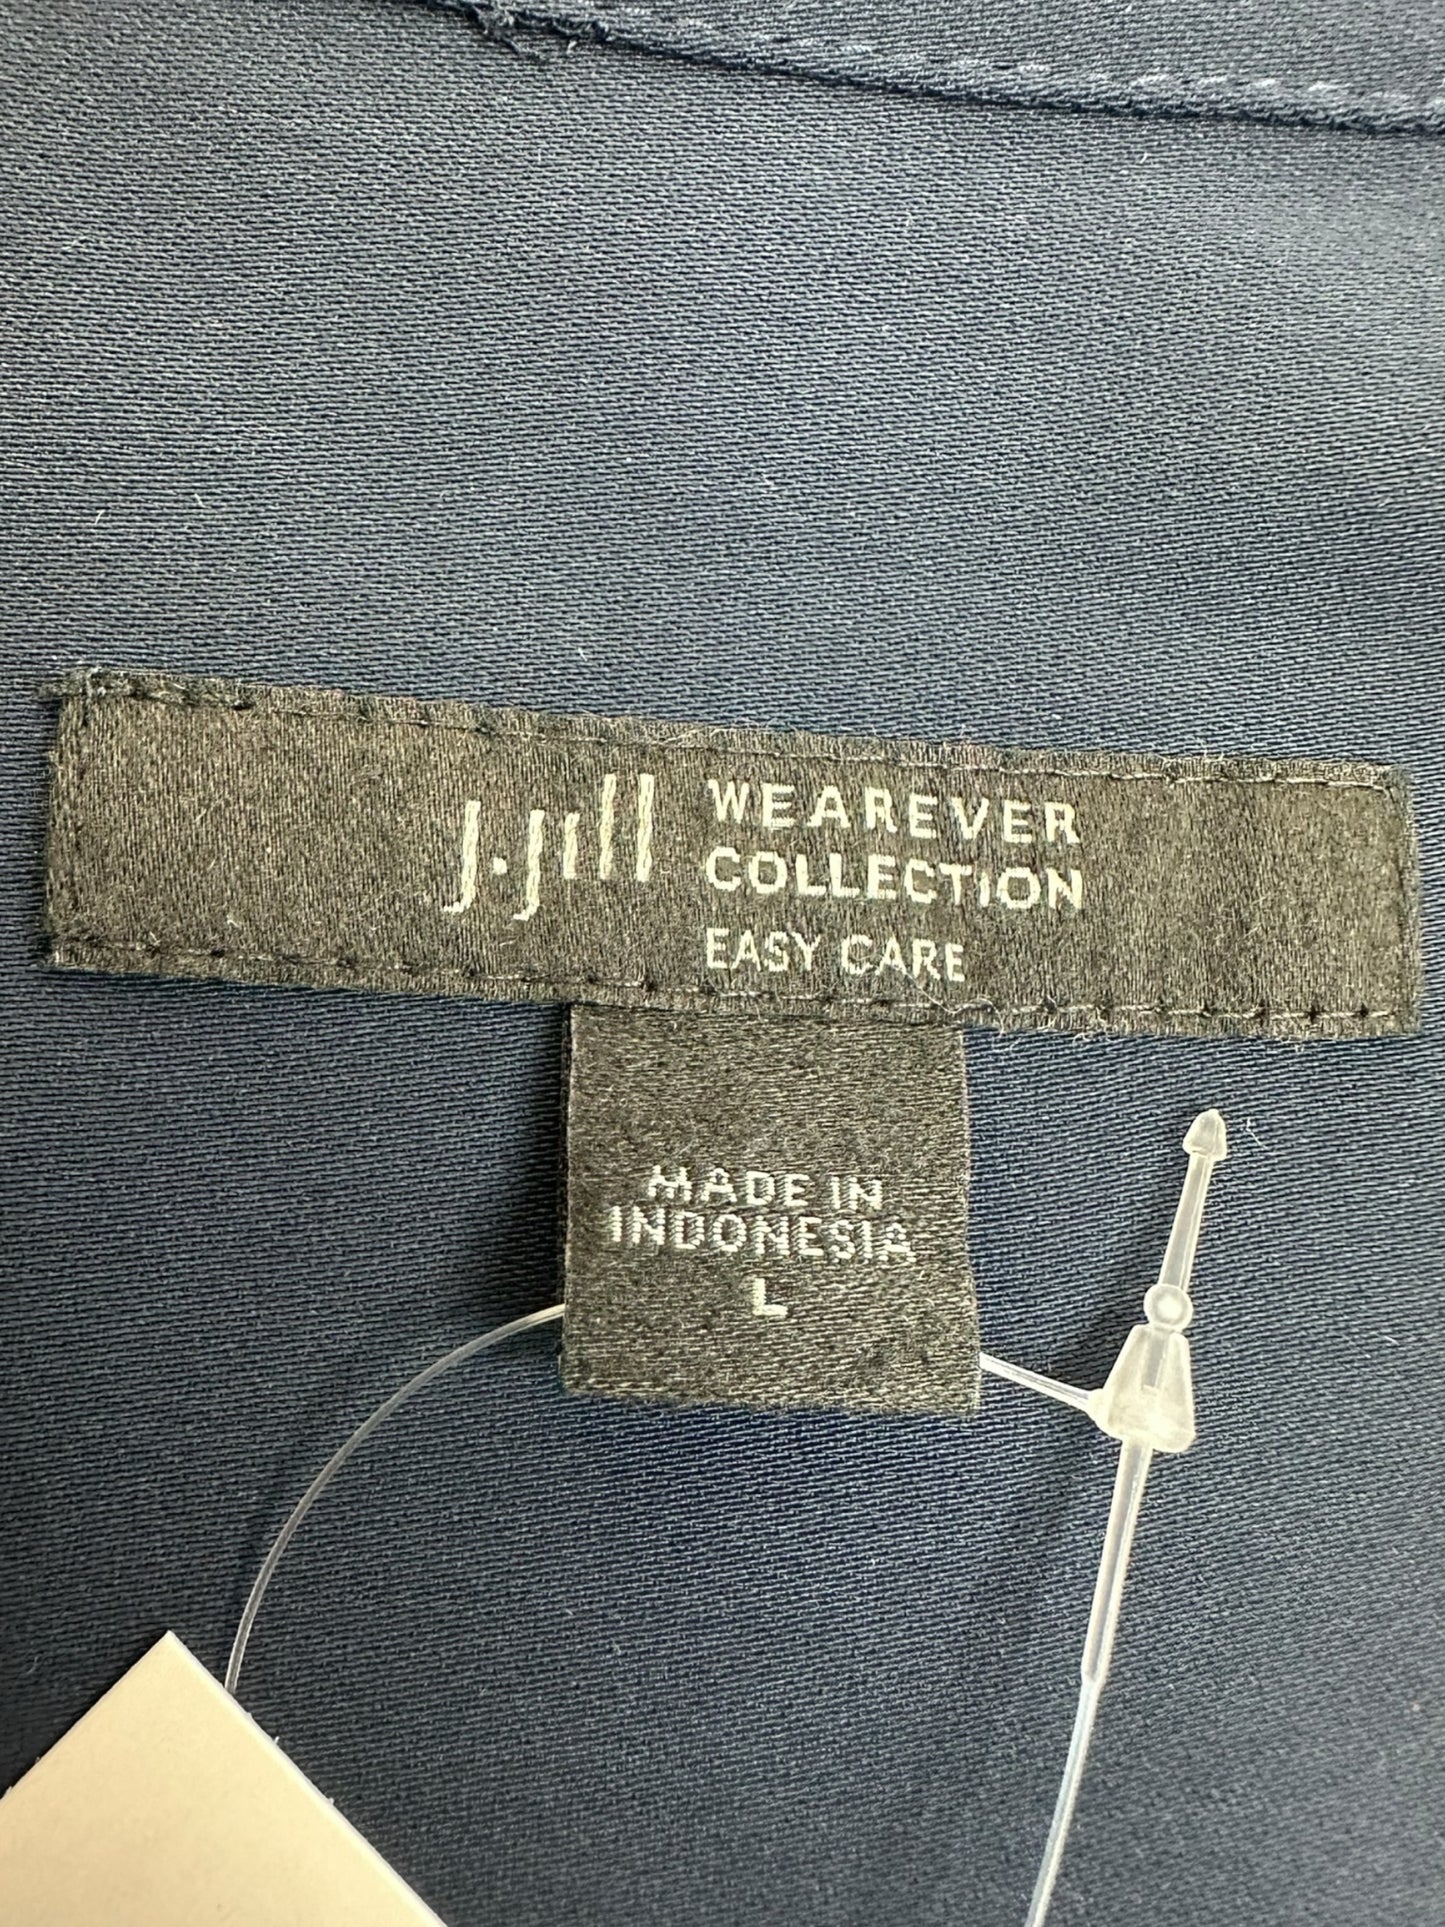 J.Jill
WEAREVER
COLLECTION
EASY CARE
MADE IN
INDONESIA
L